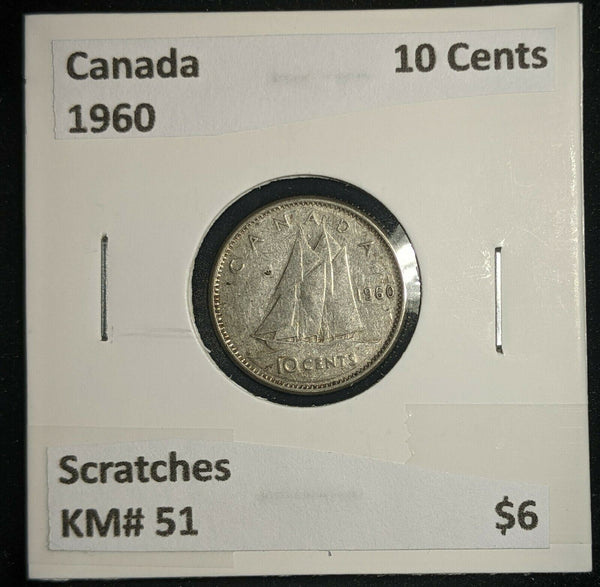 Canada 10 Cents
1960
CANADA
1960
10 CENTS
Scratches
KM# 51 $6